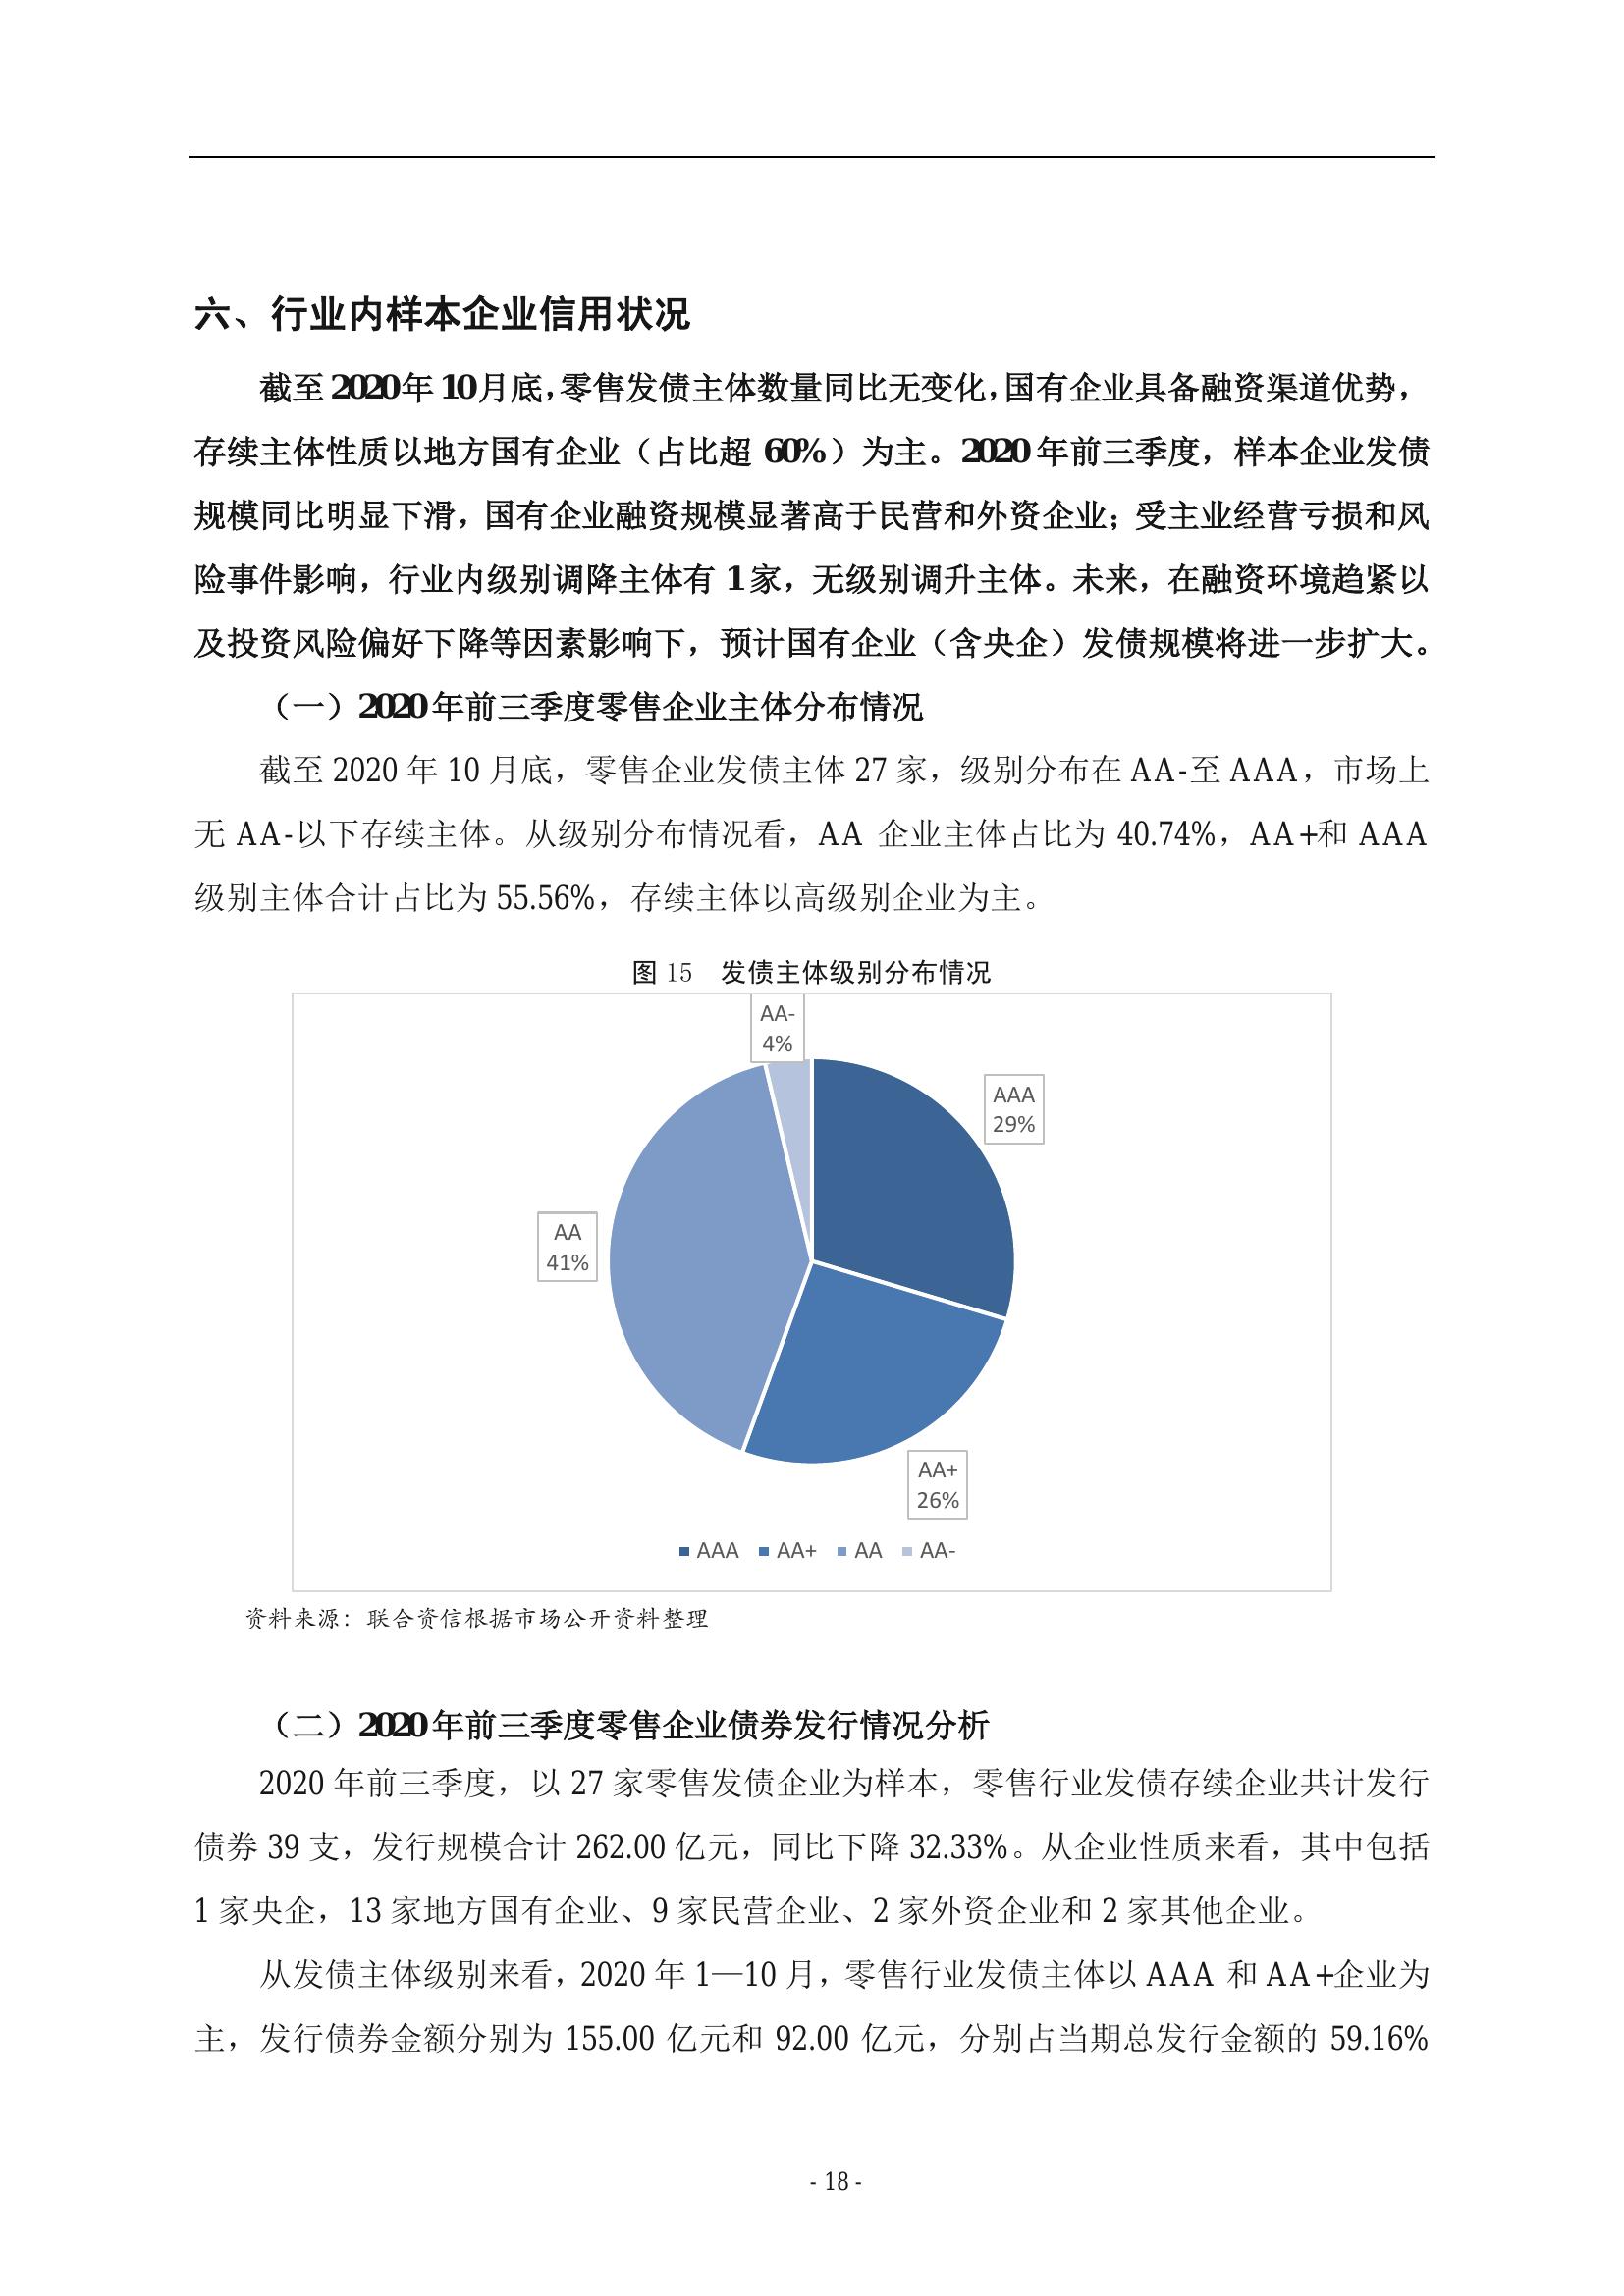 六、行业内样本企业信用状况
截至 2020 年 10 月底，零售发债主体数量同比无变化，国有企业具备融资渠道优势，
存续主体性质以地方国有企业（占比超 60%）为主。2020 年前三季度，样本企业发债
规模同比明显下滑，国有企业融资规模显著高于民营和外资企业；受主业经营亏损和风
险事件影响，行业内级别调降主体有 1 家，无级别调升主体。未来，在融资环境趋紧以
及投资风险偏好下降等因素影响下，预计国有企业（含央企）发债规模将进一步扩大。
（一）2020 年前三季度零售企业主体分布情况
截至 2020 年 10 月底，零售企业发债主体 27 家，级别分布在 AA-至 AAA，市场上
无 AA-以下存续主体。从级别分布情况看，AA 企业主体占比为 40.74%，AA+和 AAA
级别主体合计占比为 55.56%，存续主体以高级别企业为主。
图 15 发债主体级别分布情况
AA-
4%
AAA
29%
AA
41%
AA+
26%
AAA AA+ AA AA-
资料来源：联合资信根据市场公开资料整理
（二）2020 年前三季度零售企业债券发行情况分析
2020 年前三季度，以 27 家零售发债企业为样本，零售行业发债存续企业共计发行
债券 39 支，发行规模合计 262.00 亿元，同比下降 32.33%。从企业性质来看，其中包括
1 家央企，13 家地方国有企业、9 家民营企业、2 家外资企业和 2 家其他企业。
从发债主体级别来看，2020 年 1—10 月，零售行业发债主体以 AAA 和 AA+企业为
主，发行债券金额分别为 155.00 亿元和 92.00 亿元，分别占当期总发行金额的 59.16%
- 18 -